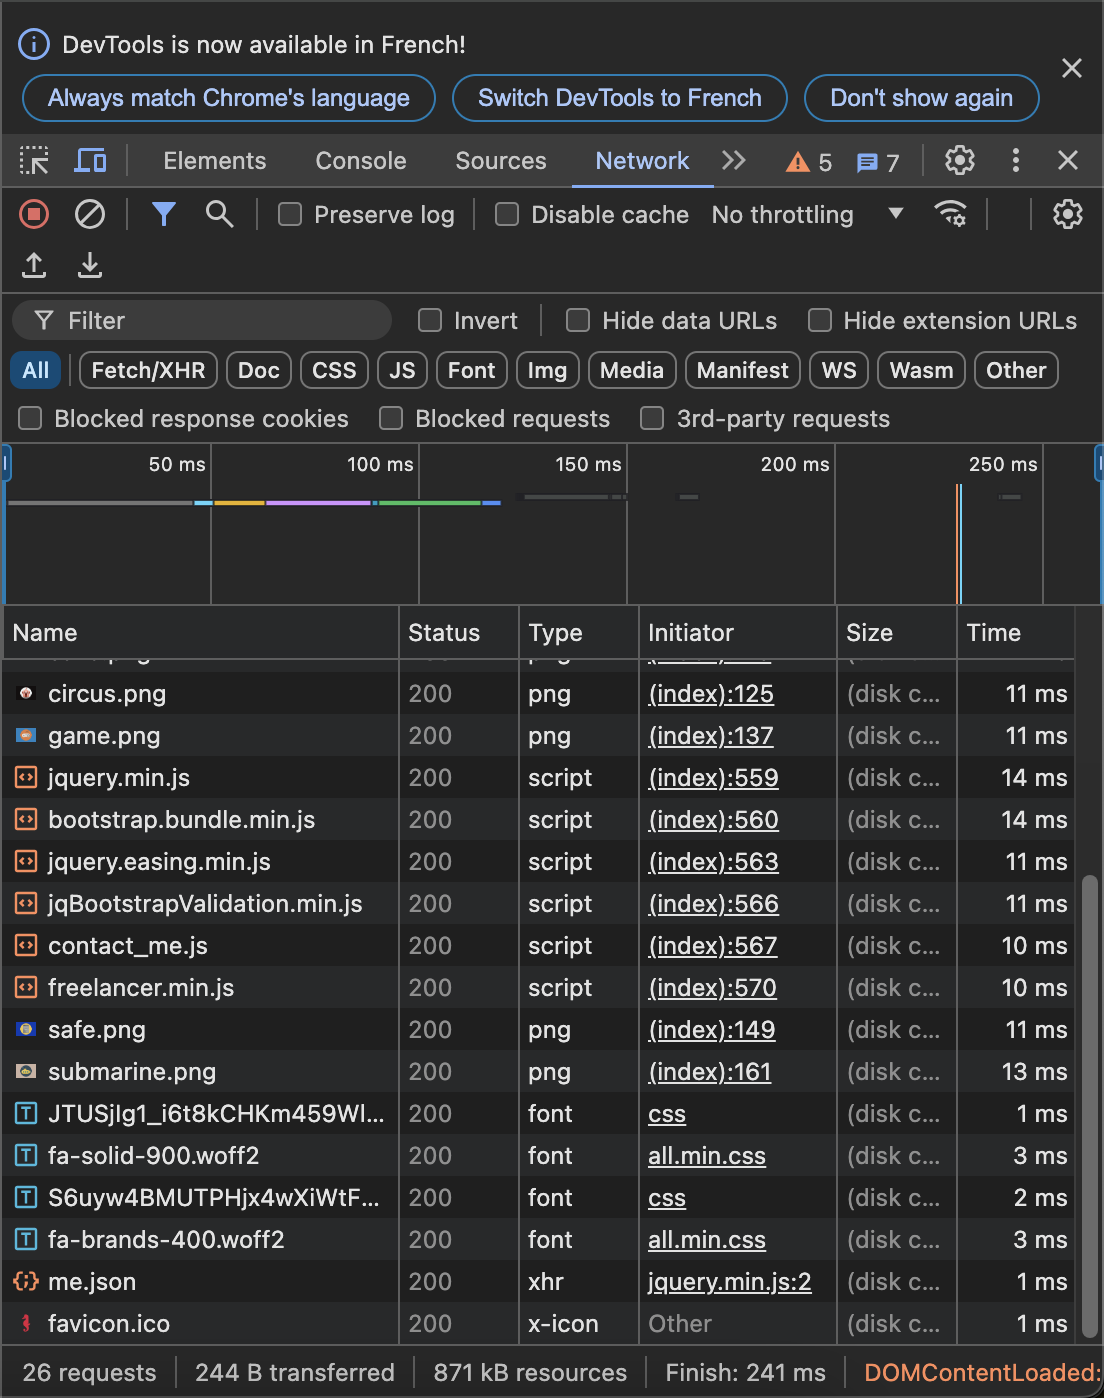 DevTools is now available in French!
Always match Chrome's language Switch DevTools to French Don't show again
Elements Console Sources Network 5 7
Preserve log Disable cache No throttling
Filter Invert Hide data URLs Hide extension URLs
All Fetch/XHR Doc CSS JS Font Img Media Manifest WS Wasm Other
Blocked response cookies Blocked requests 3rd-party requests
50 ms 100 ms 150 ms 200 ms 250 ms
Name Status Type Initiator Size Time
circus.png 200 png (index):125 (disk c... 11 ms
game.png 200 png (index):137 (disk c... 11 ms
jquery.min.js 200 script (index):559 (disk c... 14 ms
bootstrap.bundle.min.js 200 script (index):560 (disk c... 14 ms
jquery.easing.min.js 200 script (index):563 (disk c... 11 ms
jqBootstrapValidation.min.js 200 script (index):566 (disk c... 11 ms
contact_me.js 200 script (index):567 (disk c... 10 ms
freelancer.min.js 200 script (index):570 (disk c... 10 ms
safe.png 200 png (index):149 (disk c... 11 ms
submarine.png 200 png (index):161 (disk c... 13 ms
JTUSjIg1_i6t8kCHKm459Wl... 200 font css (disk c... 1 ms
fa-solid-900.woff2 200 font all.min.css (disk c... 3 ms
S6uyw4BMUTPHjx4wXiWtF... 200 font css (disk c... 2 ms
fa-brands-400.woff2 200 font all.min.css (disk c... 3 ms
me.json 200 xhr jquery.min.js:2 (disk c... 1 ms
favicon.ico 200 x-icon Other (disk c... 1 ms
26 requests 244 B transferred 871 kB resources Finish: 241 ms DOMContentLoaded: